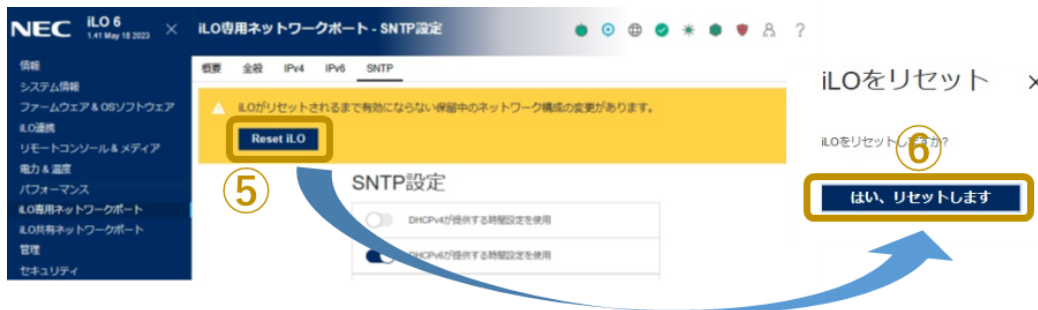 NEC iLO 6
1.41 May 18 2023
iLO専用ネットワークポート - SNTP設定
情報
システム情報
ファームウェア & OSソフトウェア
iLO連携
リモートコンソール & メディア
電力 & 温度
パフォーマンス
iLO専用ネットワークポート
iLO共有ネットワークポート
管理
セキュリティ
概要 全般 IPv4 IPv6 SNTP
iLOがリセットされるまで有効にならない保留中のネットワーク構成の変更があります。
Reset iLO
⑤
SNTP設定
DHCPv4が提供する時間設定を使用
DHCPv6が提供する時間設定を使用
iLOをリセット
iLOをリセットしますか?
⑥
はい、リセットします